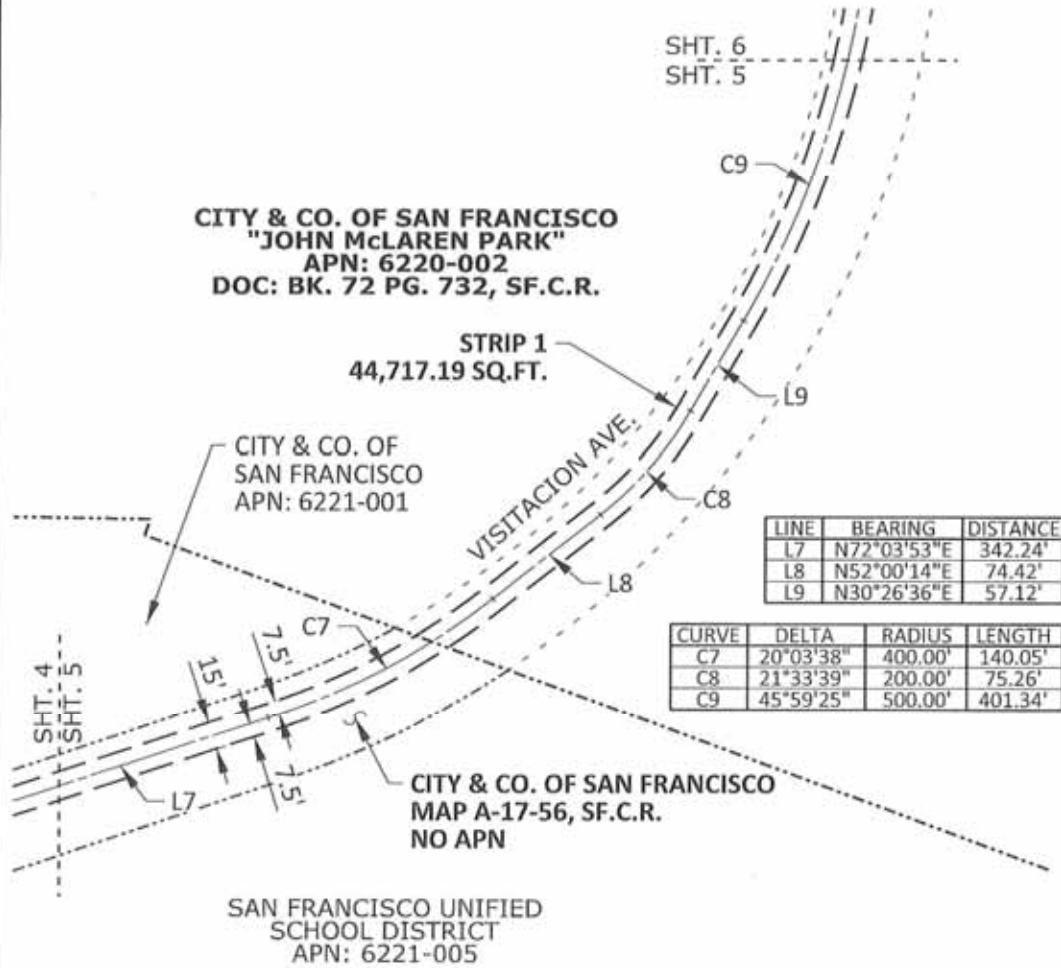 SHT. 6
SHT. 5
C9
CITY & CO. OF SAN FRANCISCO
"JOHN McLAREN PARK"
APN: 6220-002
DOC: BK. 72 PG. 732, SF.C.R.
STRIP 1
44,717.19 SQ.FT.
L9
CITY & CO. OF
SAN FRANCISCO
APN: 6221-001
VISITACION AVE.
C8
L8
LINE BEARING DISTANCE
L7 N72°03'53"E 342.24'
L8 N52°00'14"E 74.42'
L9 N30°26'36"E 57.12'
CURVE DELTA RADIUS LENGTH
C7 20°03'38" 400.00' 140.05'
C8 21°33'39" 200.00' 75.26'
C9 45°59'25" 500.00' 401.34'
C7
7.5'
15'
SHT. 4
SHT. 5
7.5'
L7
CITY & CO. OF SAN FRANCISCO
MAP A-17-56, SF.C.R.
NO APN
SAN FRANCISCO UNIFIED
SCHOOL DISTRICT
APN: 6221-005